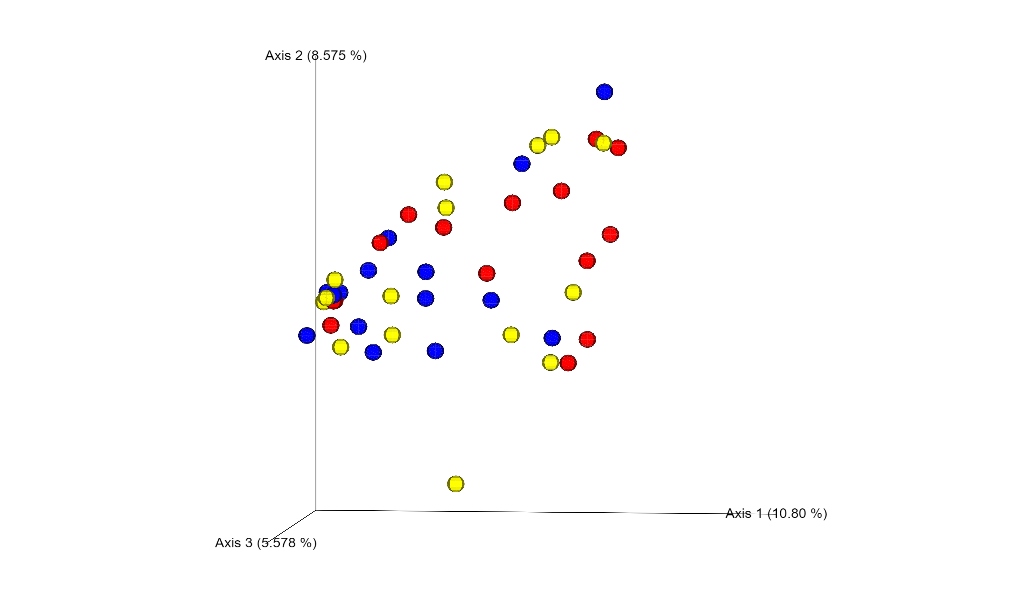 Axis 2 (8.575 %)
Axis 1 (10.80 %)
Axis 3 (5.578 %)